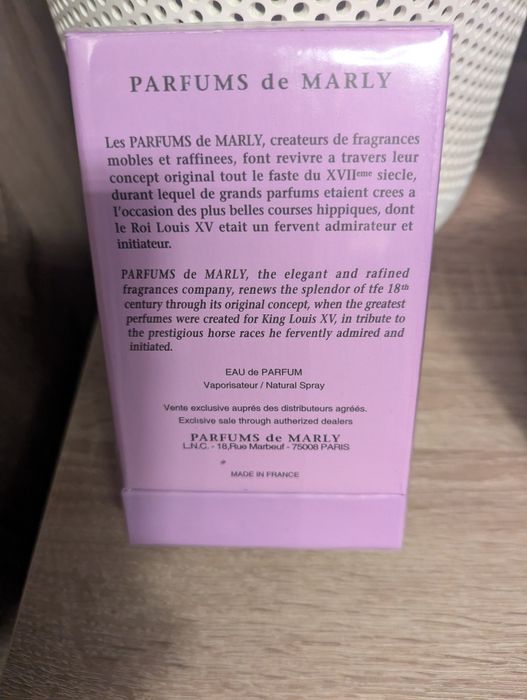 PARFUMS de MARLY
Les PARFUMS de MARLY, createurs de fragrances
mobles et raffinees, font revivre a travers leur
concept original tout le faste du XVIIeme siecle,
durant lequel de grands parfums etaient crees a
l'occasion des plus belles courses hippiques, dont
le Roi Louis XV etait un fervent admirateur et
initiateur.
PARFUMS de MARLY, the elegant and rafined
fragrances company, renews the splendor of tfe 18th
century through its original concept, when the greatest
perfumes were created for King Louis XV, in tribute to
the prestigious horse races he fervently admired and
initiated.
EAU de PARFUM
Vaporisateur / Natural Spray
Vente exclusive auprés des distributeurs agréés.
Exclisive sale through autherized dealers
PARFUMS de MARLY
L.N.C. - 18,Rue Marbeuf - 75008 PARIS
MADE IN FRANCE